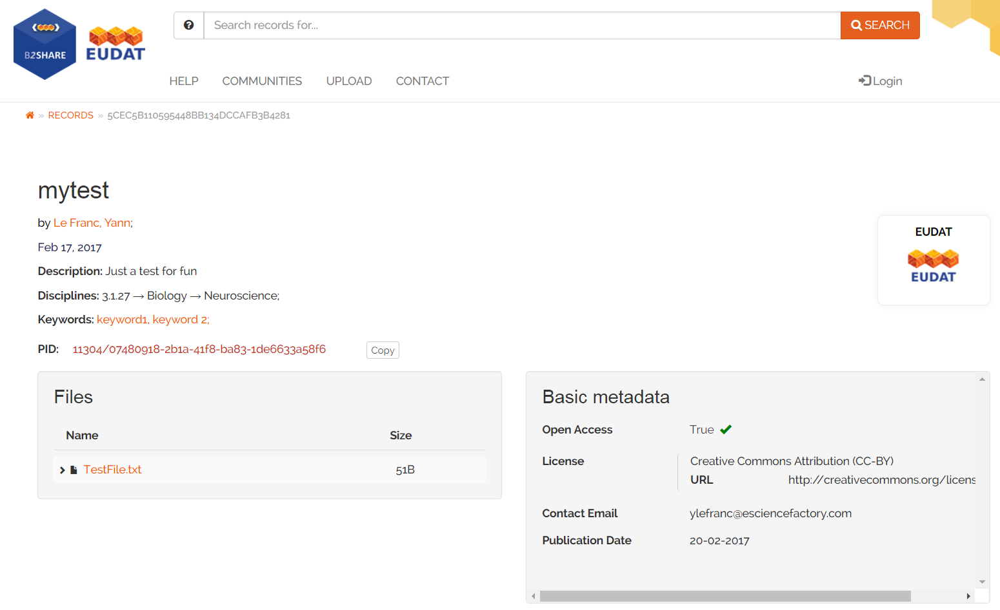 B2SHARE
EUDAT
Search records for...
SEARCH
HELP COMMUNITIES UPLOAD CONTACT Login
» RECORDS » 5CEC5B110595448BB134DCCAFB3B4281
mytest
by Le Franc, Yann;
Feb 17, 2017
Description: Just a test for fun
Disciplines: 3.1.27 → Biology → Neuroscience;
Keywords: keyword1, keyword 2;
PID: 11304/07480918-2b1a-41f8-ba83-1de6633a58f6 Copy
EUDAT
EUDAT
Files
Name Size
TestFile.txt 51B
Basic metadata
Open Access True
License Creative Commons Attribution (CC-BY)
URL http://creativecommons.org/licens
Contact Email ylefranc@esciencefactory.com
Publication Date 20-02-2017